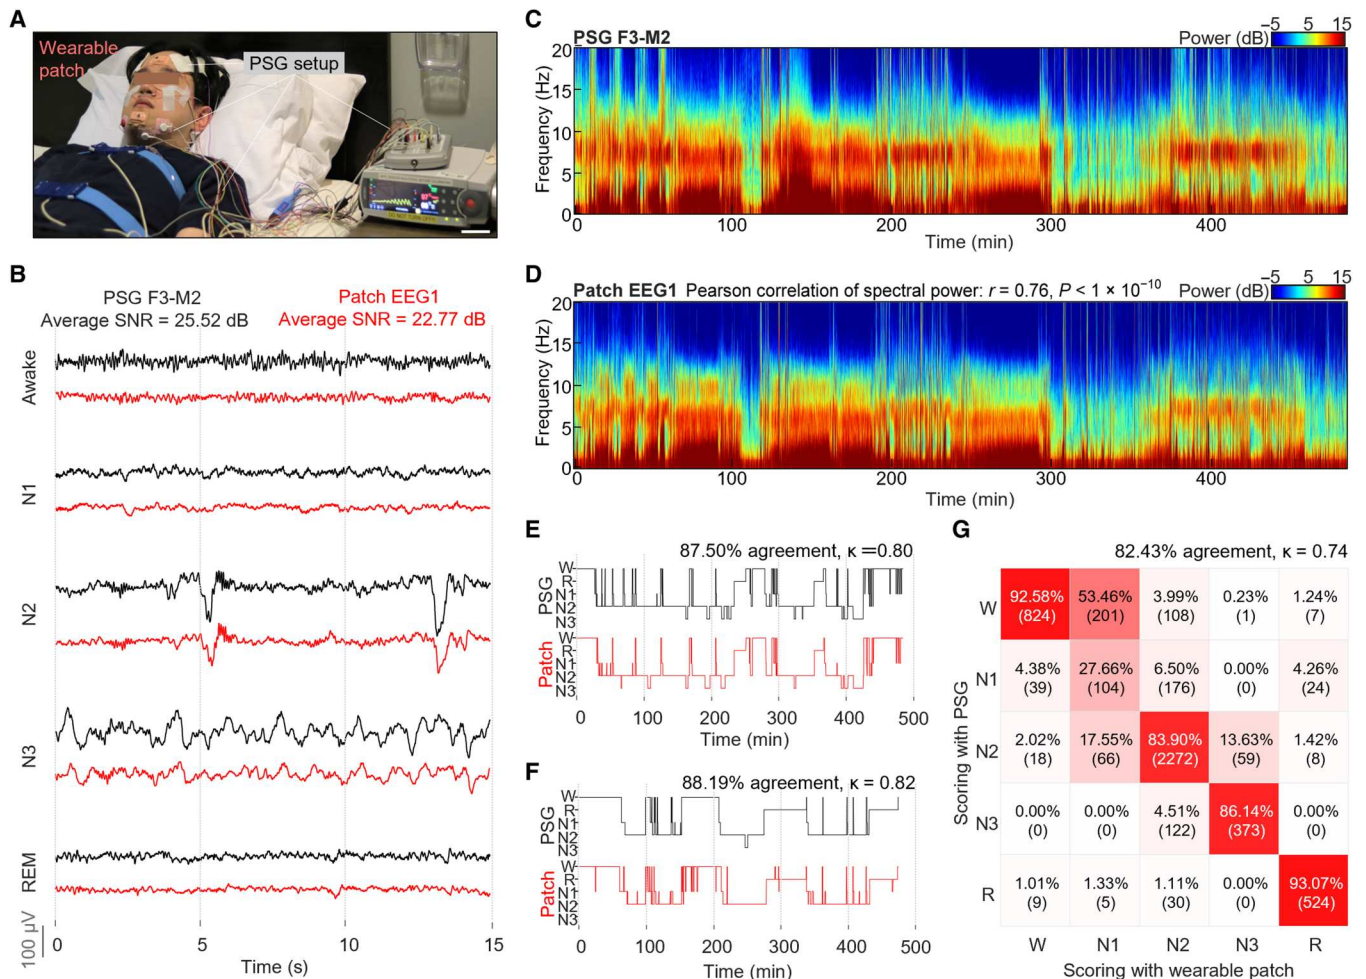 A
Wearable
patch
PSG setup
B
PSG F3-M2
Average SNR = 25.52 dB
Patch EEG1
Average SNR = 22.77 dB
Awake
N1
N2
N3
REM
100 µV
0 5 10 15
Time (s)
C
PSG F3-M2
Power (dB)
–5 5 15
Frequency (Hz)
20
15
10
5
0
100 200 300 400
Time (min)
D
Patch EEG1 Pearson correlation of spectral power: r = 0.76, P < 1 × 10⁻¹⁰
Power (dB)
–5 5 15
Frequency (Hz)
20
15
10
5
0
100 200 300 400
Time (min)
E
87.50% agreement, κ =0.80
PSG
W
R
N1
N2
N3
Patch
W
R
N1
N2
N3
0 100 200 300 400 500
Time (min)
F
88.19% agreement, κ = 0.82
PSG
W
R
N1
N2
N3
Patch
W
R
N1
N2
N3
0 100 200 300 400 500
Time (min)
G
82.43% agreement, κ = 0.74
Scoring with PSG
W
92.58% 53.46% 3.99% 0.23% 1.24%
(824) (201) (108) (1) (7)
N1
4.38% 27.66% 6.50% 0.00% 4.26%
(39) (104) (176) (0) (24)
N2
2.02% 17.55% 83.90% 13.63% 1.42%
(18) (66) (2272) (59) (8)
N3
0.00% 0.00% 4.51% 86.14% 0.00%
(0) (0) (122) (373) (0)
R
1.01% 1.33% 1.11% 0.00% 93.07%
(9) (5) (30) (0) (524)
W N1 N2 N3 R
Scoring with wearable patch